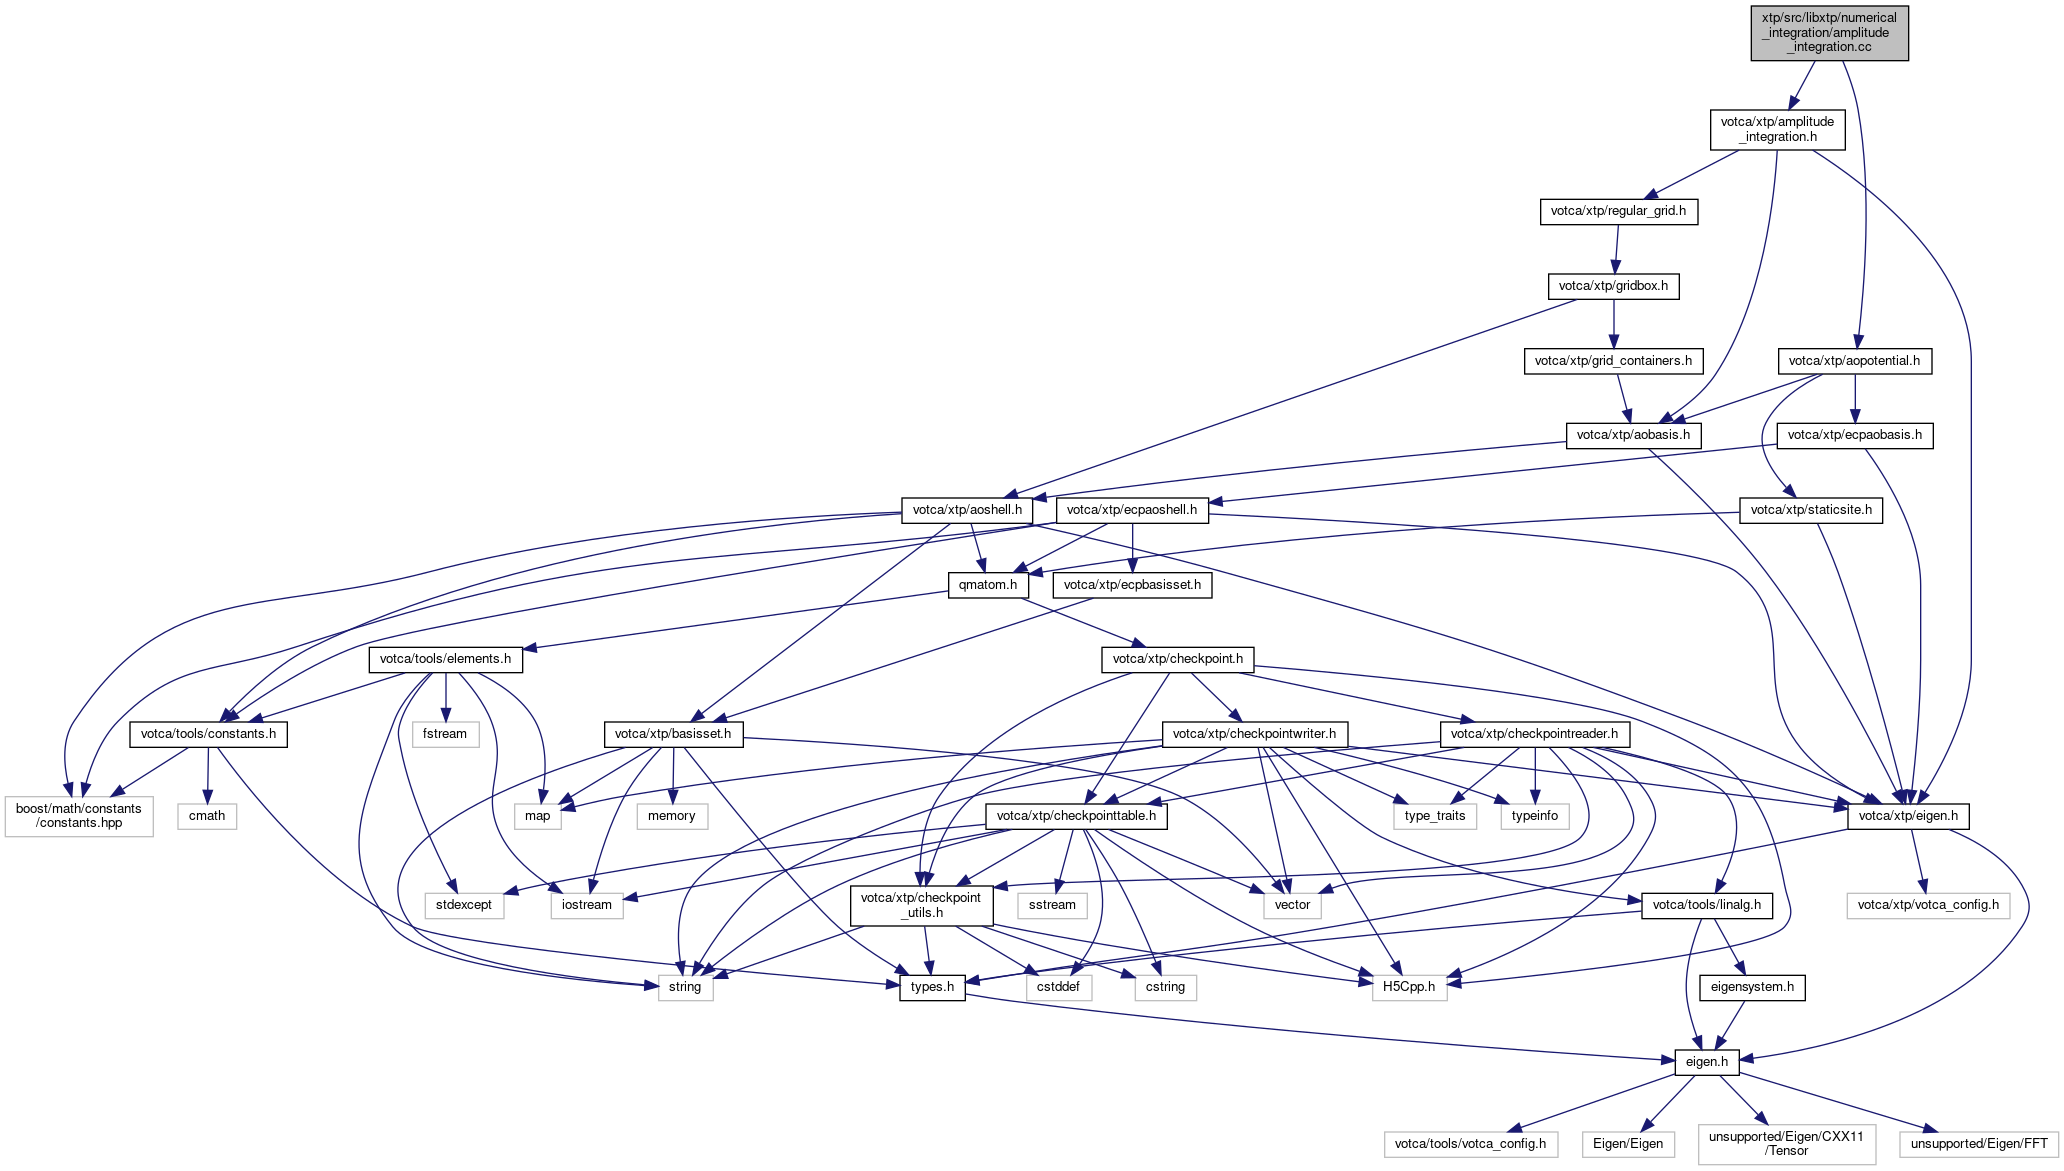 xtp/src/libxtp/numerical
_integration/amplitude
_integration.cc
votca/xtp/amplitude
_integration.h
votca/xtp/regular_grid.h
votca/xtp/gridbox.h
votca/xtp/grid_containers.h
votca/xtp/aopotential.h
votca/xtp/aobasis.h
votca/xtp/ecpaobasis.h
votca/xtp/aoshell.h
votca/xtp/ecpaoshell.h
votca/xtp/staticsite.h
qmatom.h
votca/xtp/ecpbasisset.h
votca/tools/elements.h
votca/xtp/checkpoint.h
votca/tools/constants.h
fstream
votca/xtp/basisset.h
votca/xtp/checkpointwriter.h
votca/xtp/checkpointreader.h
boost/math/constants
/constants.hpp
cmath
map
memory
votca/xtp/checkpointtable.h
type_traits
typeinfo
votca/xtp/eigen.h
stdexcept
iostream
votca/xtp/checkpoint
_utils.h
sstream
vector
votca/tools/linalg.h
votca/xtp/votca_config.h
string
types.h
cstddef
cstring
H5Cpp.h
eigensystem.h
eigen.h
votca/tools/votca_config.h
Eigen/Eigen
unsupported/Eigen/CXX11
/Tensor
unsupported/Eigen/FFT